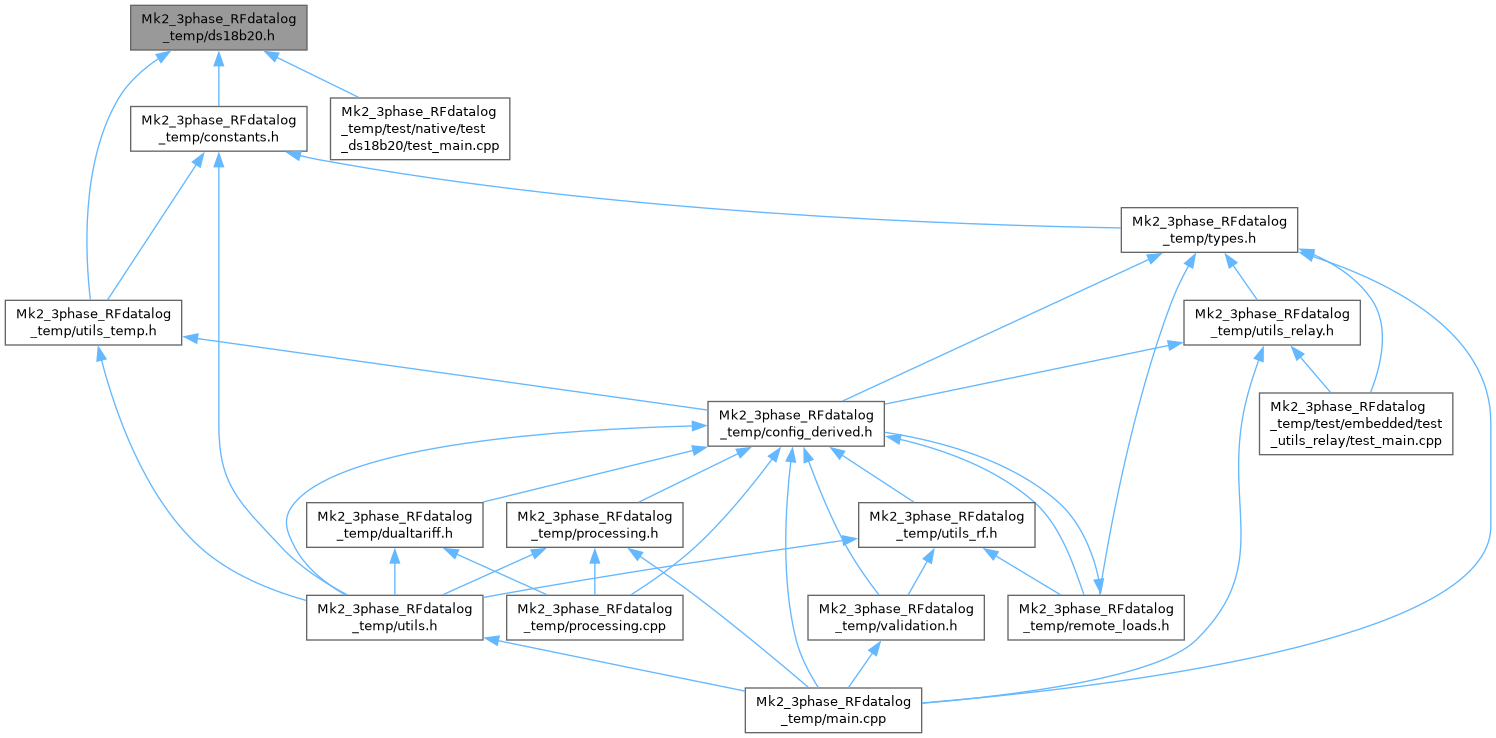 Mk2_3phase_RFdatalog
_temp/ds18b20.h
Mk2_3phase_RFdatalog
_temp/constants.h
Mk2_3phase_RFdatalog
_temp/test/native/test
_ds18b20/test_main.cpp
Mk2_3phase_RFdatalog
_temp/types.h
Mk2_3phase_RFdatalog
_temp/utils_temp.h
Mk2_3phase_RFdatalog
_temp/utils_relay.h
Mk2_3phase_RFdatalog
_temp/config_derived.h
Mk2_3phase_RFdatalog
_temp/test/embedded/test
_utils_relay/test_main.cpp
Mk2_3phase_RFdatalog
_temp/dualtariff.h
Mk2_3phase_RFdatalog
_temp/processing.h
Mk2_3phase_RFdatalog
_temp/utils_rf.h
Mk2_3phase_RFdatalog
_temp/utils.h
Mk2_3phase_RFdatalog
_temp/processing.cpp
Mk2_3phase_RFdatalog
_temp/validation.h
Mk2_3phase_RFdatalog
_temp/remote_loads.h
Mk2_3phase_RFdatalog
_temp/main.cpp